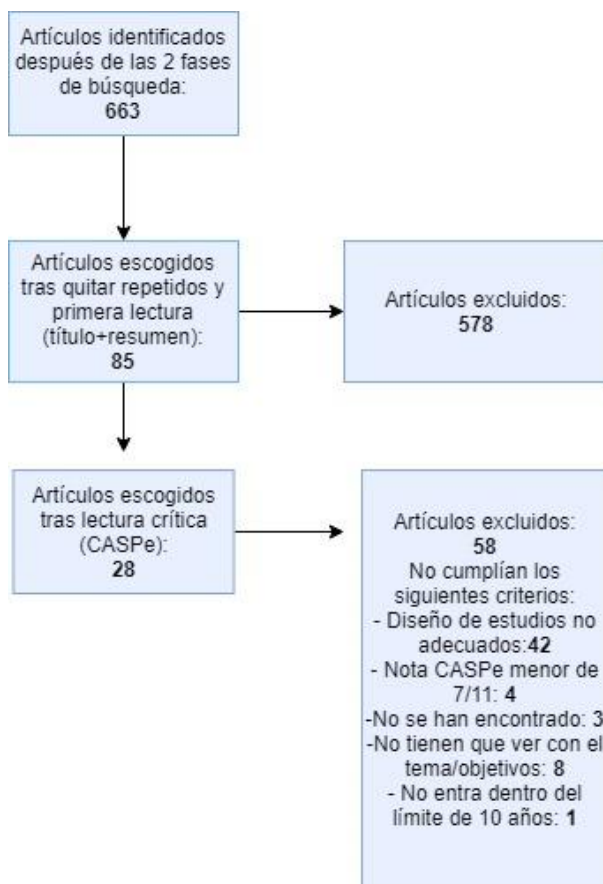 Artículos identificados
después de las 2 fases
de búsqueda:
663
Artículos escogidos
tras quitar repetidos y
primera lectura
(título+resumen):
85
Artículos excluidos:
578
Artículos escogidos
tras lectura crítica
(CASPe):
28
Artículos excluidos:
58
No cumplían los
siguientes criterios:
- Diseño de estudios no
adecuados:42
- Nota CASPe menor de
7/11: 4
-No se han encontrado: 3
-No tienen que ver con el
tema/objetivos: 8
- No entra dentro del
límite de 10 años: 1